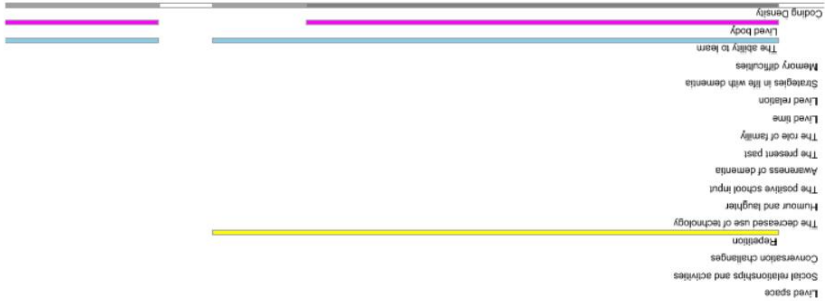 Lived space
Social relationships and activities
Conversation challenges
Repetition
The decreased use of technology
Humour and laughter
The positive school input
Awareness of dementia
The present past
The role of family
Lived time
Lived relation
Strategies in life with dementia
Memory difficulties
The ability to learn
Lived body
Coding Density